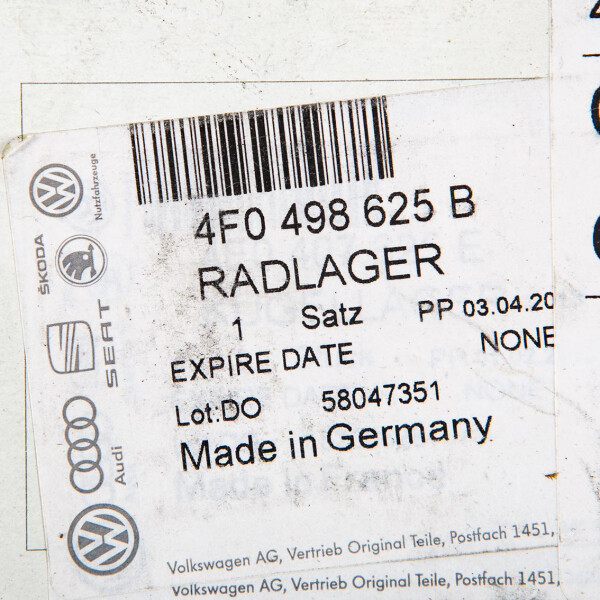 4F0 498 625 B
RADLAGER
1 Satz PP 03.04.20
EXPIRE DATE NONE
Lot:DO 58047351
Made in Germany
Nutzfahrzeuge
ŠKODA
SEAT
Audi
Volkswagen AG, Vertrieb Original Teile, Postfach 1451,
Volkswagen AG, Vertrieb Original Teile, Postfach 1451,